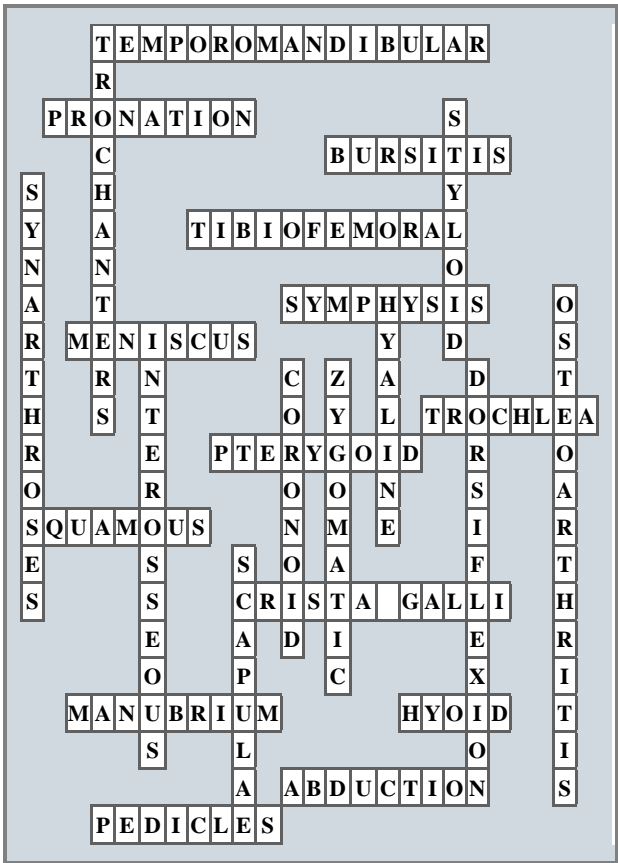 TEMPOROMANDIBULAR
TROCHANTERS
PRONATION
STYLOID
BURSITIS
SYNARTHROSES
TIBIOFEMORAL
SYMPHYSIS
HYALINE
OSTEOARTHRITIS
MENISCUS
INTEROSSEOUS
CORONOID
ZYGOMATIC
DORSIFLEXION
TROCHLEA
PTERYGOID
SQUAMOUS
SCAPULAE
CRISTA GALLI
MANUBRIUM
HYOID
ABDUCTION
PEDICLES